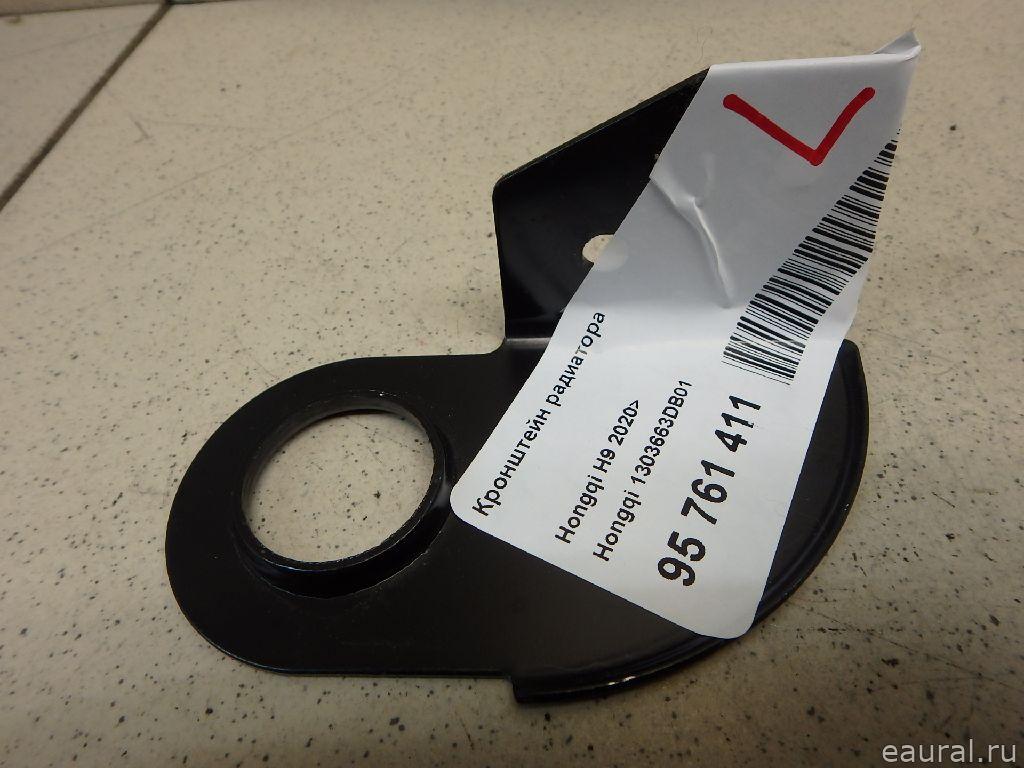 L
Кронштейн радиатора
Hongqi H9 2020>
Hongqi 1303663DB01
95 761 411
eaural.ru